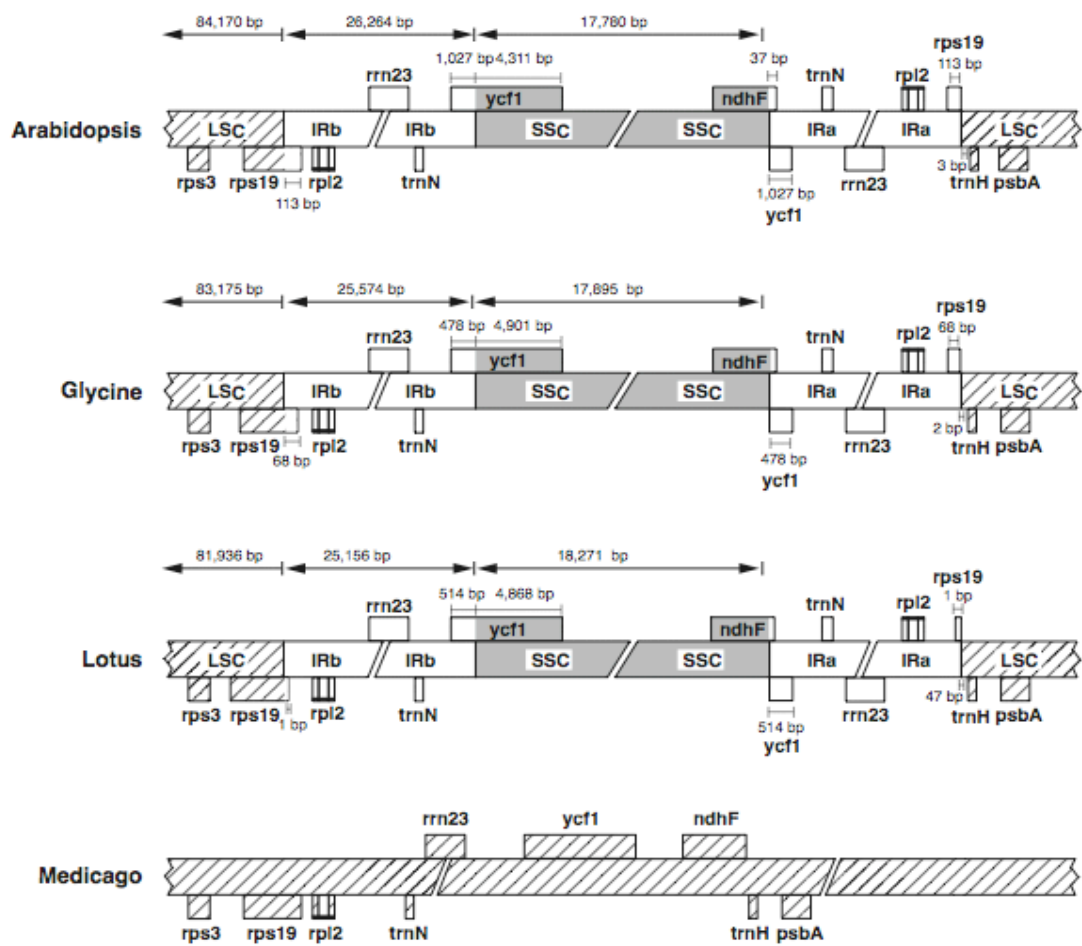 84,170 bp 26,264 bp 17,780 bp
rps19
1,027 bp 4,311 bp 37 bp 113 bp
rrn23 trnN rpl2
ycf1 ndhF
Arabidopsis LSC IRb IRb SSC SSC IRa IRa LSC
3 bp
rps3 rps19 rpl2 trnN trnH psbA
113 bp 1,027 bp rrn23
ycf1
83,175 bp 25,574 bp 17,895 bp
rps19
478 bp 4,901 bp 68 bp
rrn23 trnN rpl2
ycf1 ndhF
Glycine LSC IRb IRb SSC SSC IRa IRa LSC
2 bp
rps3 rps19 rpl2 trnN rrn23 trnH psbA
68 bp 478 bp
ycf1
81,936 bp 25,156 bp 18,271 bp
rps19
514 bp 4,868 bp 1 bp
rrn23 trnN rpl2
ycf1 ndhF
Lotus LSC IRb IRb SSC SSC IRa IRa LSC
47 bp
rps3 rps19 rpl2 trnN rrn23 trnH psbA
1 bp 514 bp
ycf1
rrn23 ycf1 ndhF
Medicago
rps3 rps19 rpl2 trnN trnH psbA